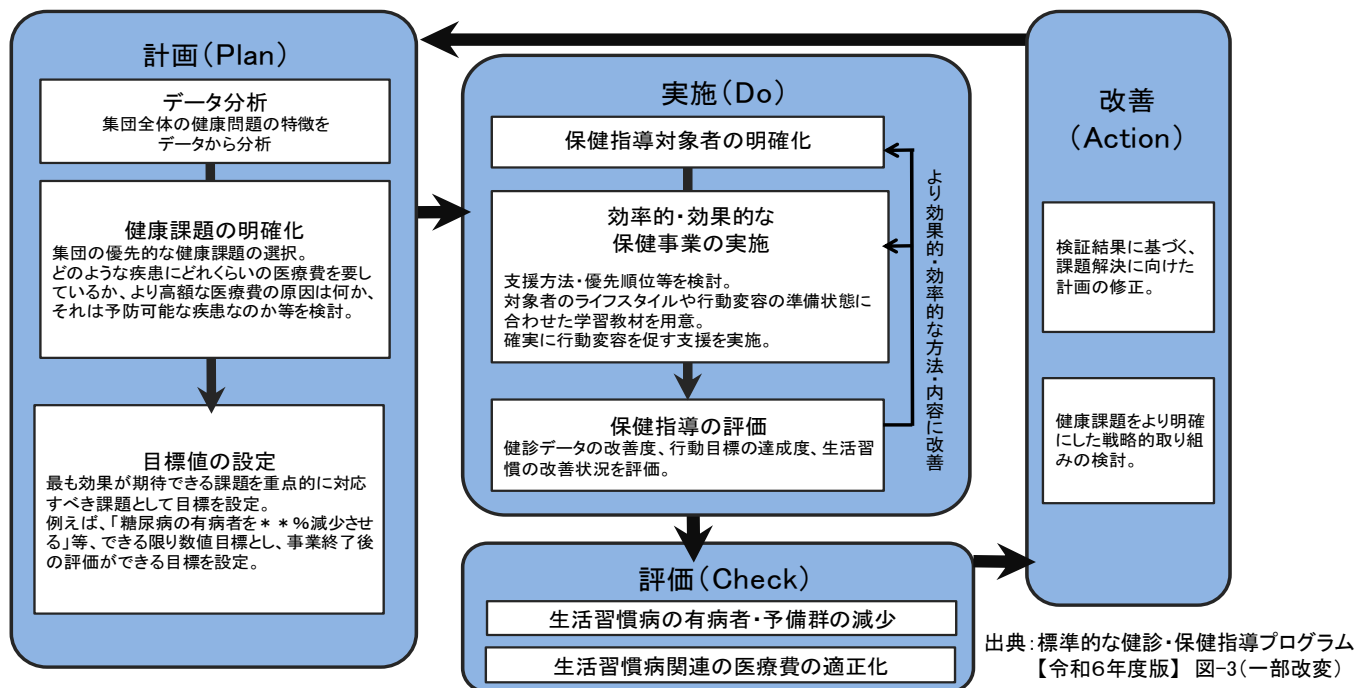 計画(Plan)
データ分析
集団全体の健康問題の特徴を
データから分析
健康課題の明確化
集団の優先的な健康課題の選択。
どのような疾患にどれくらいの医療費を要し
ているか、より高額な医療費の原因は何か、
それは予防可能な疾患なのか等を検討。
目標値の設定
最も効果が期待できる課題を重点的に対応
すべき課題として目標を設定。
例えば、「糖尿病の有病者を**%減少させ
る」等、できる限り数値目標とし、事業終了後
の評価ができる目標を設定。
実施(Do)
保健指導対象者の明確化
効率的・効果的な
保健事業の実施
支援方法・優先順位等を検討。
対象者のライフスタイルや行動変容の準備状態に
合わせた学習教材を用意。
確実に行動変容を促す支援を実施。
保健指導の評価
健診データの改善度、行動目標の達成度、生活習
慣の改善状況を評価。
より効果的・効率的な方法・内容に改善
評価(Check)
生活習慣病の有病者・予備群の減少
生活習慣病関連の医療費の適正化
改善
(Action)
検証結果に基づく、
課題解決に向けた
計画の修正。
健康課題をより明確
にした戦略的取り組
みの検討。
出典:標準的な健診・保健指導プログラム
【令和6年度版】 図-3(一部改変)